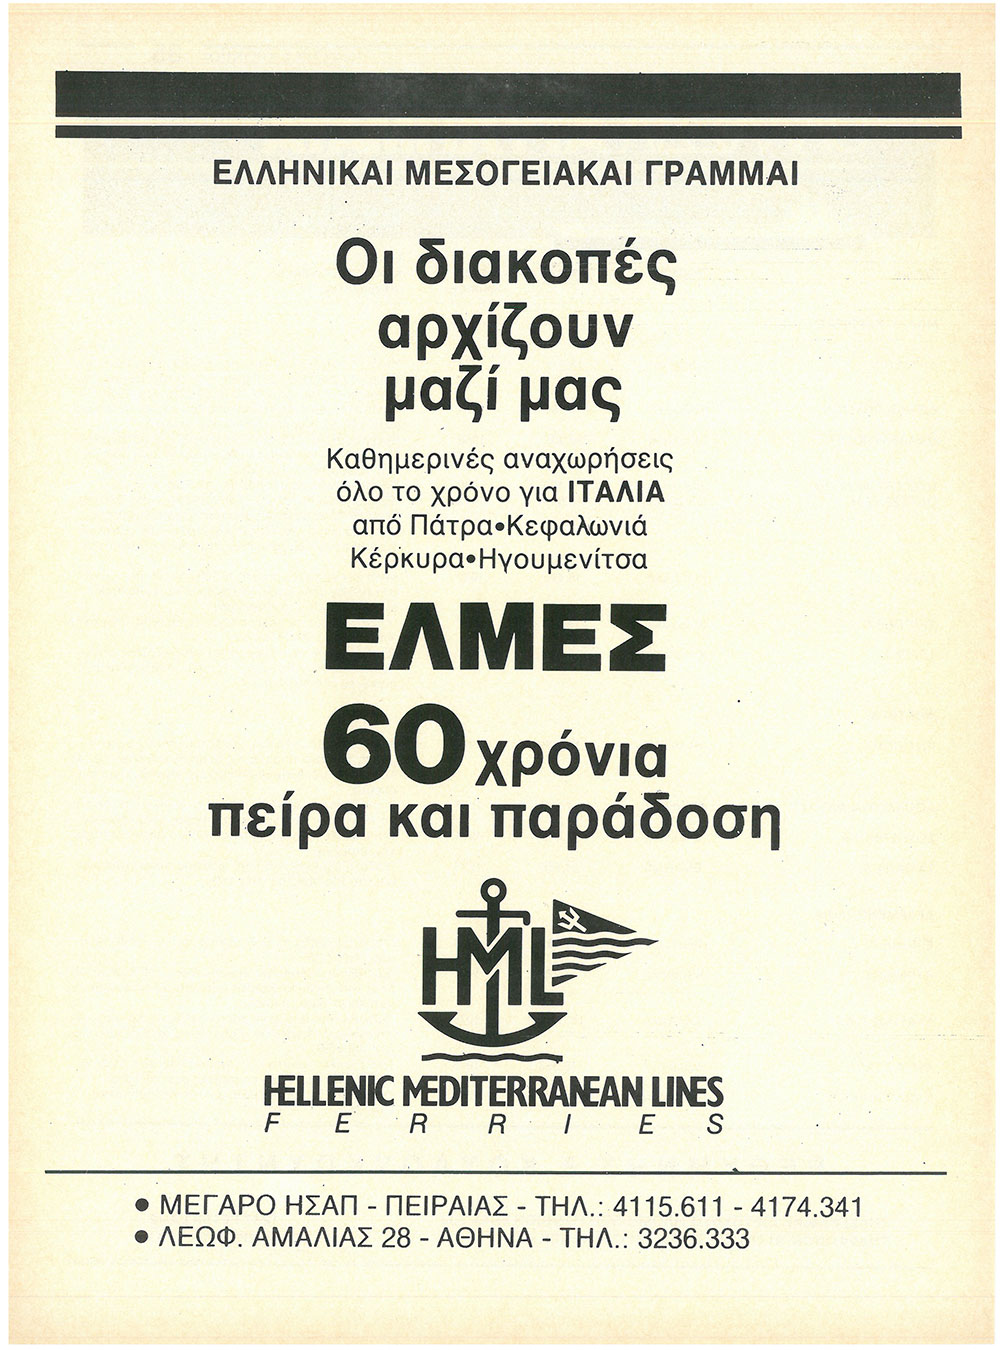 ΕΛΛΗΝΙΚΑΙ ΜΕΣΟΓΕΙΑΚΑΙ ΓΡΑΜΜΑΙ
Οι διακοπές
αρχίζουν
μαζί μας
Καθημερινές αναχωρήσεις
όλο το χρόνο για ΙΤΑΛΙΑ
από Πάτρα•Κεφαλωνιά
Κέρκυρα•Ηγουμενίτσα
ΕΛΜΕΣ
60 χρόνια
πείρα και παράδοση
HML
HELLENIC MEDITERRANEAN LINES
FERRIES
• ΜΕΓΑΡΟ ΗΣΑΠ - ΠΕΙΡΑΙΑΣ - ΤΗΛ.: 4115.611 - 4174.341
• ΛΕΩΦ. ΑΜΑΛΙΑΣ 28 - ΑΘΗΝΑ - ΤΗΛ.: 3236.333